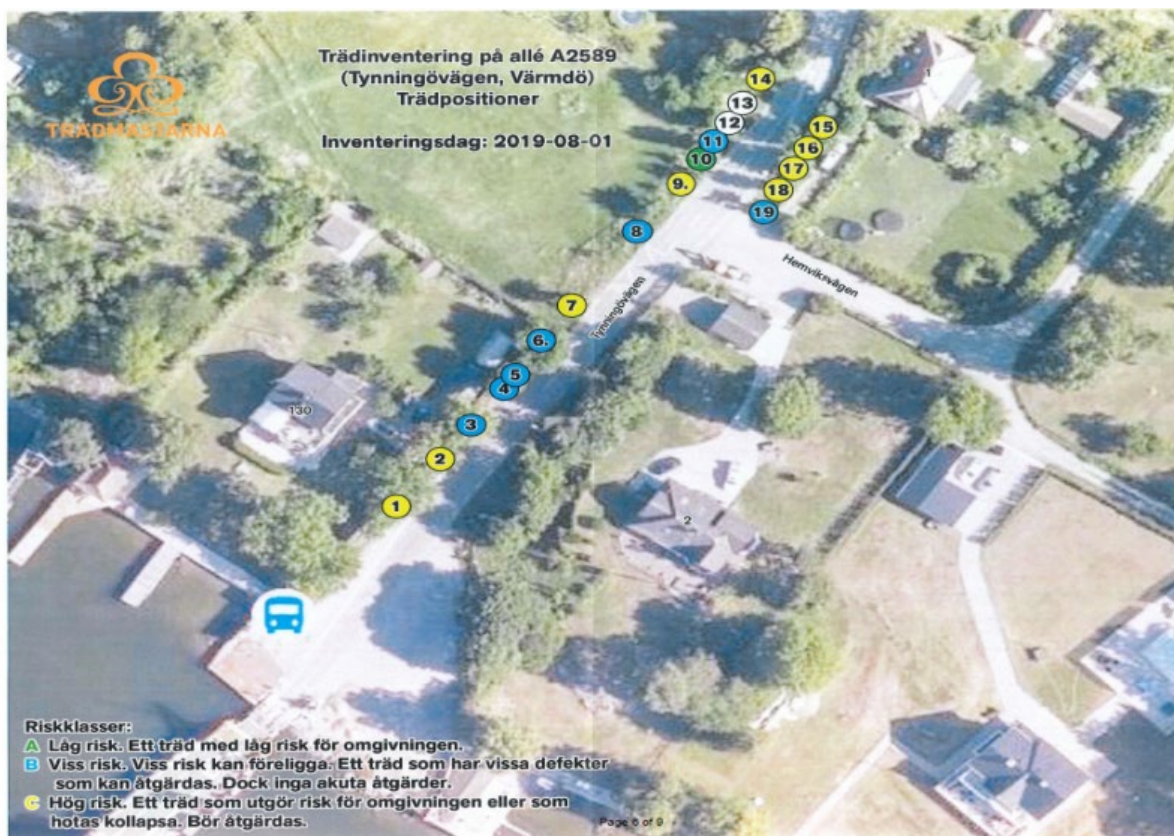 Trädinventering på allé A2589
(Tynningövägen, Värmdö)
Trädpositioner
TRÄDMÄSTARNA
Inventeringsdag: 2019-08-01
14
13
12
11
10
9.
15
16
17
18
19
1
8
Hemviksvägen
7
Tynningövägen
6.
5
4
130
3
2
1
2
Riskklasser:
A Låg risk. Ett träd med låg risk för omgivningen.
B Viss risk. Viss risk kan föreligga. Ett träd som har vissa defekter
som kan åtgärdas. Dock inga akuta åtgärder.
C Hög risk. Ett träd som utgör risk för omgivningen eller som
hotas kollapsa. Bör åtgärdas.
Page 6 of 9